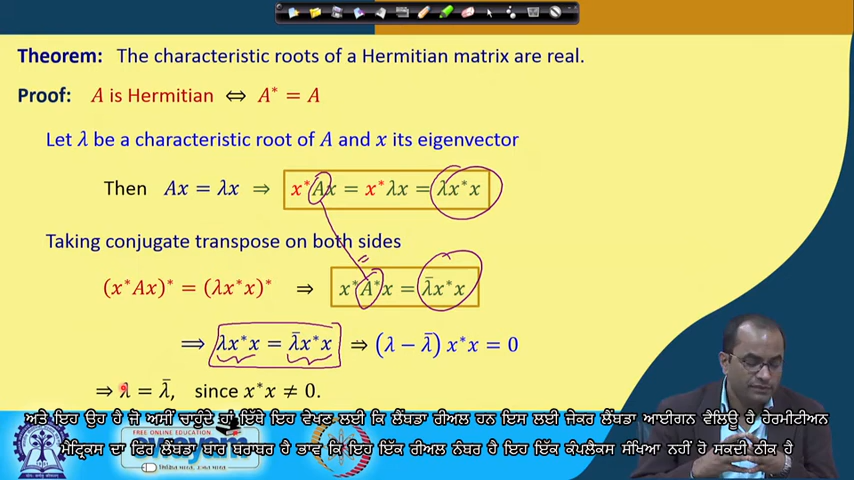 Theorem: The characteristic roots of a Hermitian matrix are real.
Proof: A is Hermitian ⇔ A* = A
Let λ be a characteristic root of A and x its eigenvector
Then Ax = λx ⇒ x*Ax = x*λx = λx*x
Taking conjugate transpose on both sides
(x*Ax)* = (λx*x)* ⇒ x*A*x = λ̄x*x
⇒ λx*x = λ̄x*x ⇒ (λ − λ̄) x*x = 0
⇒ λ = λ̄, since x*x ≠ 0.
ਅਤੇ ਇਹ ਉਹ ਹੈ ਜੋ ਅਸੀਂ ਚਾਹੁੰਦੇ ਹਾਂ ਇੱਥੇ ਇਹ ਵੇਖਣ ਲਈ ਕਿ ਲੈਂਬਡਾ ਰੀਅਲ ਹਨ ਇਸ ਲਈ ਜੇਕਰ ਲੈਂਬਡਾ ਆਈਗਨ ਵੈਲਿਊ ਹੈ ਹੇਰਮੀਟੀਅਨ
ਮੈਟ੍ਰਿਕਸ ਦਾ ਫਿਰ ਲੈਂਬਡਾ ਬਾਰ ਬਰਾਬਰ ਹੈ ਭਾਵ ਕਿ ਇਹ ਇੱਕ ਰੀਅਲ ਨੰਬਰ ਹੈ ਇਹ ਇੱਕ ਕੰਪਲੈਕਸ ਸੰਖਿਆ ਨਹੀਂ ਹੋ ਸਕਦੀ ਠੀਕ ਹੈ